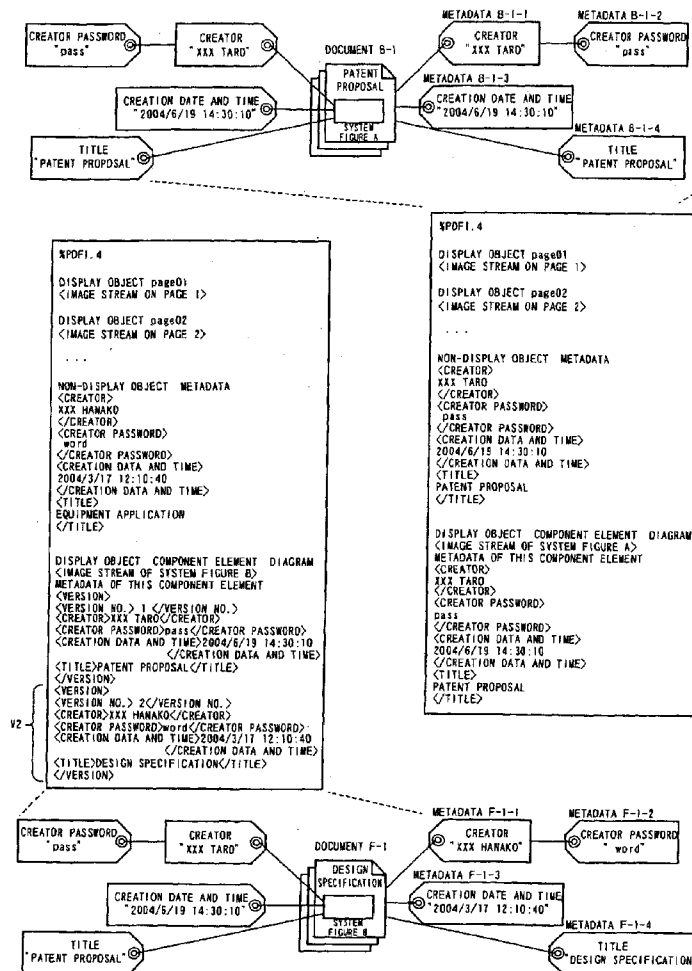 METADATA B-1-1
METADATA B-1-2
CREATOR PASSWORD
"pass"
CREATOR
"XXX TARO"
DOCUMENT B-1
CREATOR
"XXX TARO"
CREATOR PASSWORD
"pass"
PATENT
PROPOSAL
METADATA B-1-3
CREATION DATE AND TIME
"2004/6/19 14:30:10"
CREATION DATE AND TIME
"2004/6/19 14:30:10"
SYSTEM
FIGURE A
METADATA B-1-4
TITLE
"PATENT PROPOSAL"
TITLE
"PATENT PROPOSAL"
%PDF1.4
DISPLAY OBJECT page01
<IMAGE STREAM ON PAGE 1>
DISPLAY OBJECT page02
<IMAGE STREAM ON PAGE 2>
...
NON-DISPLAY OBJECT METADATA
<CREATOR>
XXX HANAKO
</CREATOR>
<CREATOR PASSWORD>
word
</CREATOR PASSWORD>
<CREATION DATA AND TIME>
2004/3/17 12:10:40
</CREATION DATA AND TIME>
<TITLE>
EQUIPMENT APPLICATION
</TITLE>
DISPLAY OBJECT COMPONENT ELEMENT DIAGRAM
<IMAGE STREAM OF SYSTEM FIGURE B>
METADATA OF THIS COMPONENT ELEMENT
<VERSION>
<VERSION NO.> 1 </VERSION NO.>
<CREATOR>XXX TARO</CREATOR>
<CREATOR PASSWORD>pass</CREATOR PASSWORD>
<CREATION DATA AND TIME>2004/6/19 14:30:10
</CREATION DATA AND TIME>
<TITLE>PATENT PROPOSAL</TITLE>
</VERSION>
<VERSION>
<VERSION NO.> 2</VERSION NO.>
<CREATOR>XXX HANAKO</CREATOR>
V2
<CREATOR PASSWORD>word</CREATOR PASSWORD>
<CREATION DATA AND TIME>2004/3/17 12:10:40
</CREATION DATA AND TIME>
<TITLE>DESIGN SPECIFICATION</TITLE>
</VERSION>
%PDF1.4
DISPLAY OBJECT page01
<IMAGE STREAM ON PAGE 1>
DISPLAY OBJECT page02
<IMAGE STREAM ON PAGE 2>
...
NON-DISPLAY OBJECT METADATA
<CREATOR>
XXX TARO
</CREATOR>
<CREATOR PASSWORD>
pass
</CREATOR PASSWORD>
<CREATION DATA AND TIME>
2004/6/19 14:30:10
</CREATION DATA AND TIME>
<TITLE>
PATENT PROPOSAL
</TITLE>
DISPLAY OBJECT COMPONENT ELEMENT DIAGRAM
<IMAGE STREAM OF SYSTEM FIGURE A>
METADATA OF THIS COMPONENT ELEMENT
<CREATOR>
XXX TARO
</CREATOR>
<CREATOR PASSWORD>
pass
</CREATOR PASSWORD>
<CREATION DATA AND TIME>
2004/6/19 14:30:10
</CREATION DATA AND TIME>
<TITLE>
PATENT PROPOSAL
</TITLE>
METADATA F-1-1
METADATA F-1-2
CREATOR PASSWORD
"pass"
CREATOR
"XXX TARO"
DOCUMENT F-1
CREATOR
"XXX HANAKO"
CREATOR PASSWORD
"word"
DESIGN
SPECIFICATION
METADATA F-1-3
CREATION DATE AND TIME
"2004/6/19 14:30:10"
CREATION DATE AND TIME
"2004/3/17 12:10:40"
SYSTEM
FIGURE B
METADATA F-1-4
TITLE
"PATENT PROPOSAL"
TITLE
"DESIGN SPECIFICATION